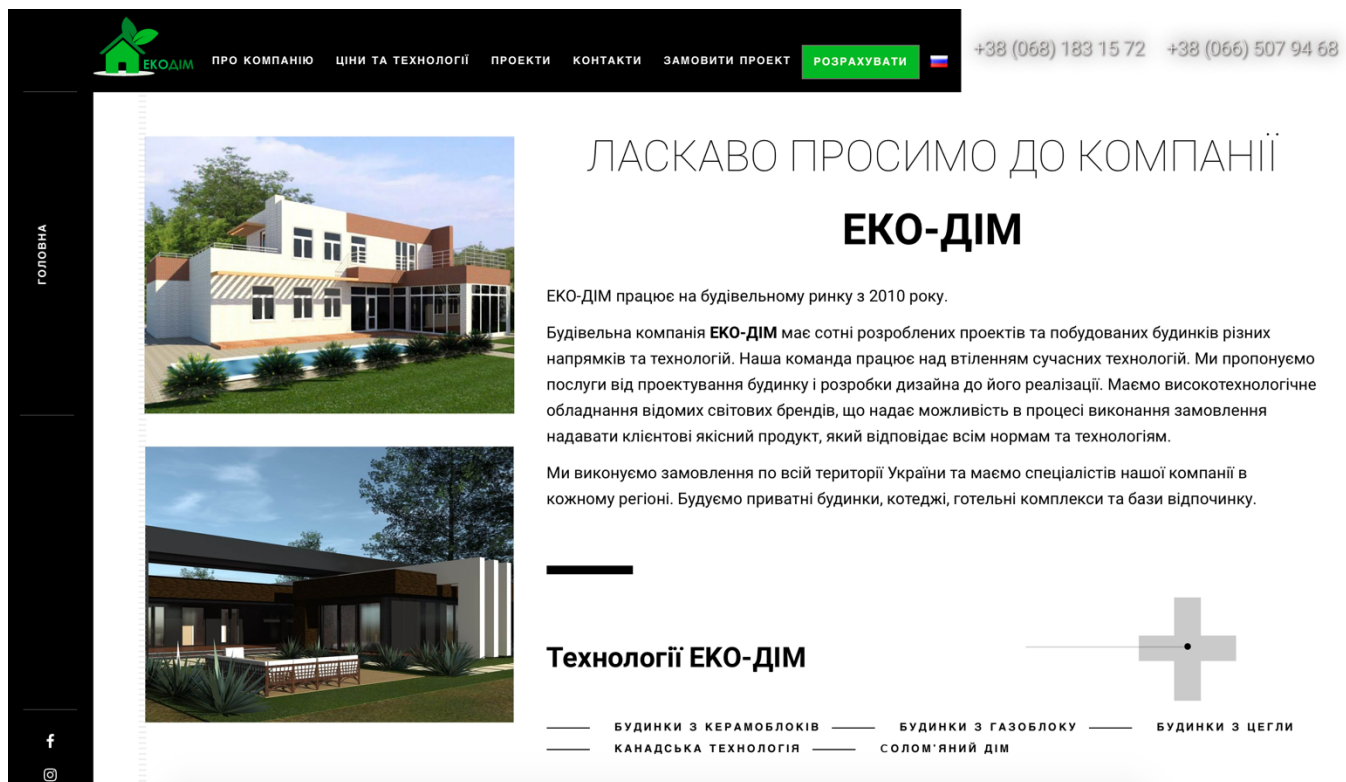 ЕКОДІМ
ПРО КОМПАНІЮ ЦІНИ ТА ТЕХНОЛОГІЇ ПРОЕКТИ КОНТАКТИ ЗАМОВИТИ ПРОЕКТ РОЗРАХУВАТИ
+38 (068) 183 15 72 +38 (066) 507 94 68
ГОЛОВНА
ЛАСКАВО ПРОСИМО ДО КОМПАНІЇ
ЕКО-ДІМ
ЕКО-ДІМ працює на будівельному ринку з 2010 року.
Будівельна компанія ЕКО-ДІМ має сотні розроблених проектів та побудованих будинків різних
напрямків та технологій. Наша команда працює над втіленням сучасних технологій. Ми пропонуємо
послуги від проектування будинку і розробки дизайна до його реалізації. Маємо високотехнологічне
обладнання відомих світових брендів, що надає можливість в процесі виконання замовлення
надавати клієнтові якісний продукт, який відповідає всім нормам та технологіям.
Ми виконуємо замовлення по всій території України та маємо спеціалістів нашої компанії в
кожному регіоні. Будуємо приватні будинки, котеджі, готельні комплекси та бази відпочинку.
Технології ЕКО-ДІМ
БУДИНКИ З КЕРАМОБЛОКІВ БУДИНКИ З ГАЗОБЛОКУ БУДИНКИ З ЦЕГЛИ
КАНАДСЬКА ТЕХНОЛОГІЯ СОЛОМ'ЯНИЙ ДІМ